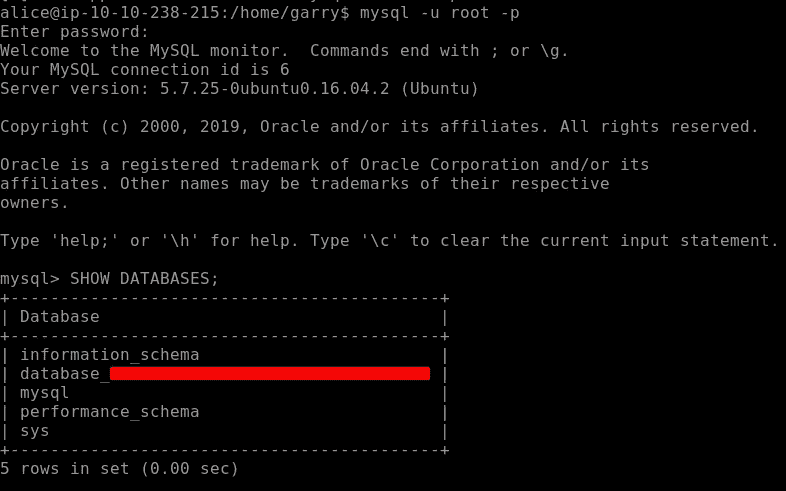 alice@ip-10-10-238-215:/home/garry$ mysql -u root -p
Enter password:
Welcome to the MySQL monitor.  Commands end with ; or \g.
Your MySQL connection id is 6
Server version: 5.7.25-0ubuntu0.16.04.2 (Ubuntu)

Copyright (c) 2000, 2019, Oracle and/or its affiliates. All rights reserved.

Oracle is a registered trademark of Oracle Corporation and/or its
affiliates. Other names may be trademarks of their respective
owners.

Type 'help;' or '\h' for help. Type '\c' to clear the current input statement.

mysql> SHOW DATABASES;
+-------------------------------------------+
| Database                                  |
+-------------------------------------------+
| information_schema                        |
| database_                                 |
| mysql                                     |
| performance_schema                        |
| sys                                       |
+-------------------------------------------+
5 rows in set (0.00 sec)